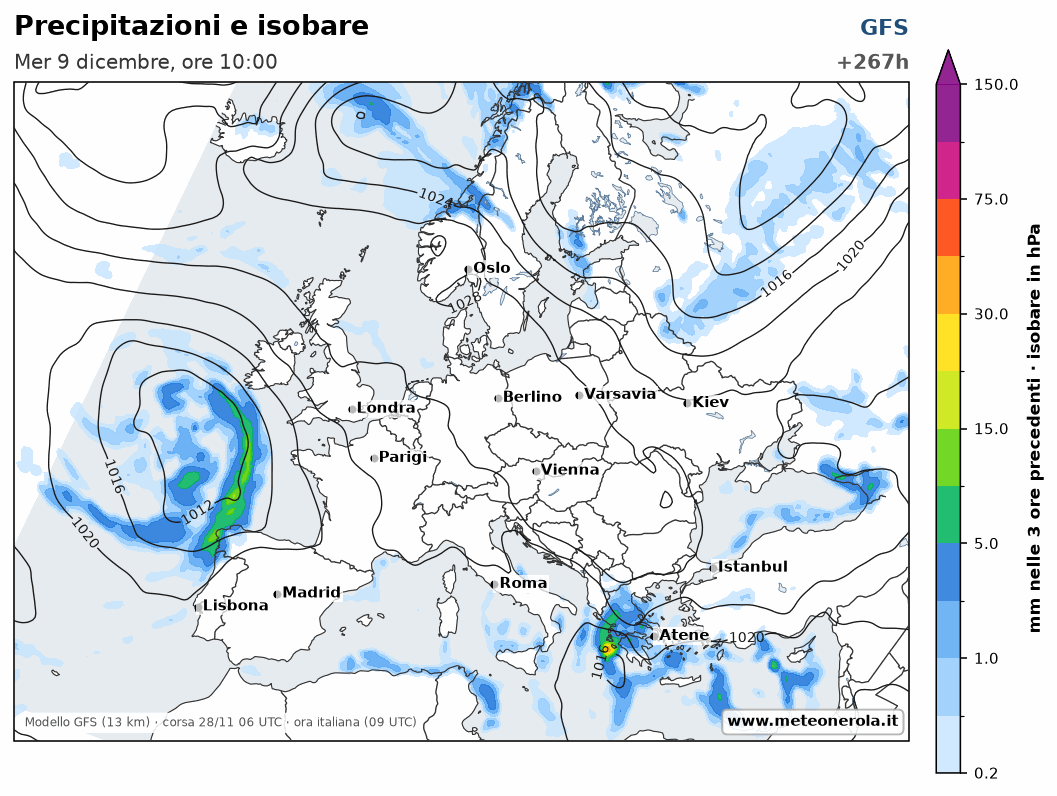 Precipitazioni e isobare
GFS
Mer 9 dicembre, ore 10:00
+267h
150.0
75.0
30.0
15.0
5.0
1.0
0.2
mm nelle 3 ore precedenti · isobare in hPa
0
1024
1020
1016
Oslo
1028
Londra
Berlino
Varsavia
Kiev
Parigi
Vienna
1016
1012
1020
Istanbul
Roma
Madrid
Lisbona
Atene
1020
1016
Modello GFS (13 km) · corsa 28/11 06 UTC · ora italiana (09 UTC)
www.meteonerola.it